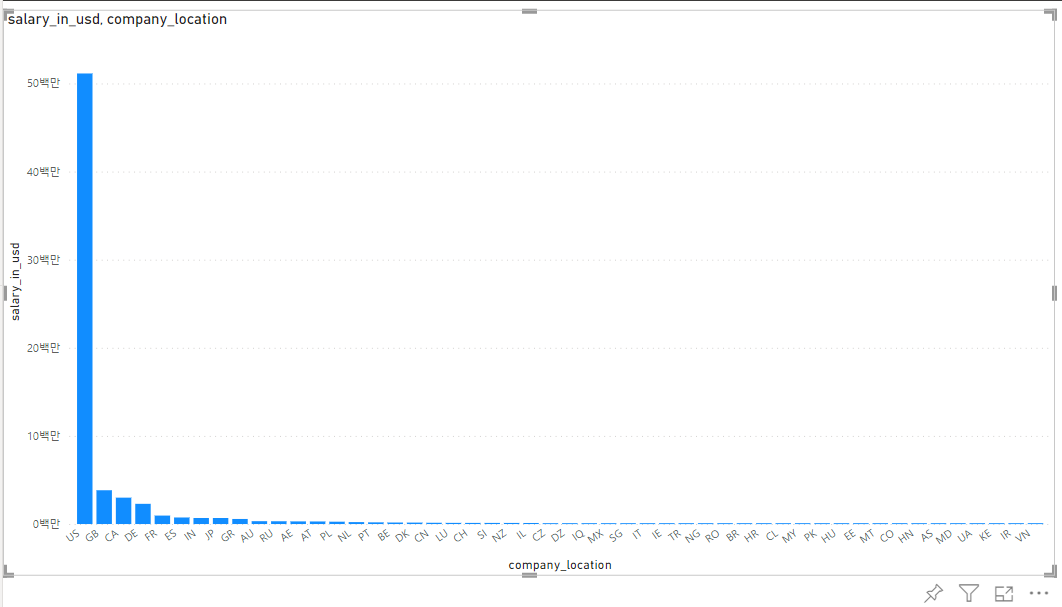 salary_in_usd, company_location
50백만
40백만
30백만
20백만
10백만
0백만
salary_in_usd
US GB CA DE FR ES IN JP GR AU RU AE AT PL NL PT BE DK CN LU CH SI NZ IL CZ DZ IQ MX SG IT IE TR NG RO BR HR CL MY PK HU EE MT CO HN AS MD UA KE IR VN
company_location